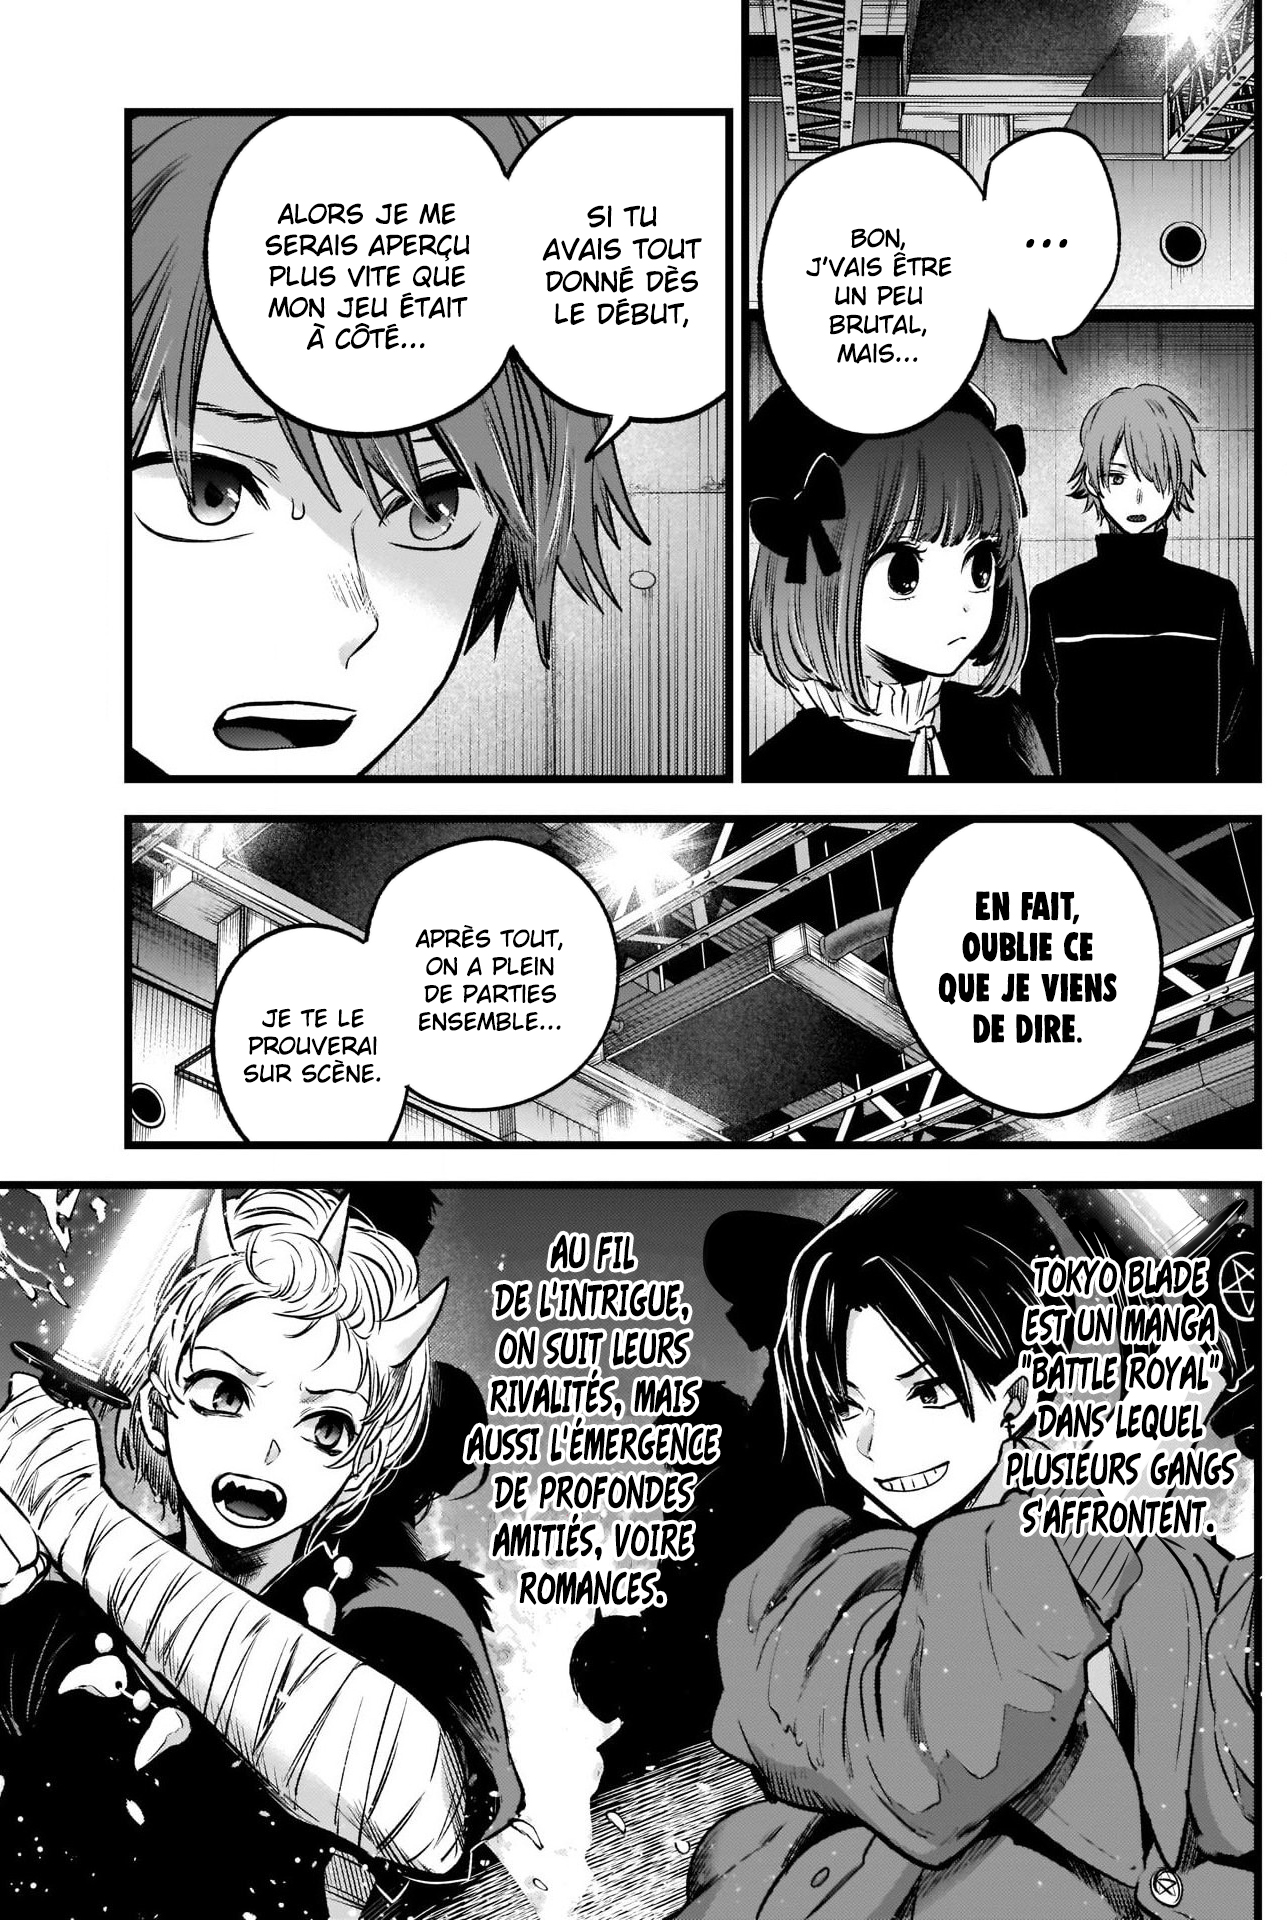 ...
BON,
J'VAIS ÊTRE
UN PEU
BRUTAL,
MAIS...
SI TU
AVAIS TOUT
DONNÉ DÈS
LE DÉBUT,
ALORS JE ME
SERAIS APERÇU
PLUS VITE QUE
MON JEU ÉTAIT
À CÔTÉ...
EN FAIT,
OUBLIE CE
QUE JE VIENS
DE DIRE.
APRÈS TOUT,
ON A PLEIN
DE PARTIES
ENSEMBLE...
JE TE LE
PROUVERAI
SUR SCÈNE.
TOKYO BLADE
EST UN MANGA
"BATTLE ROYAL"
DANS LEQUEL
PLUSIEURS GANGS
S'AFFRONTENT.
AU FIL
DE L'INTRIGUE,
ON SUIT LEURS
RIVALITÉS, MAIS
AUSSI L'ÉMERGENCE
DE PROFONDES
AMITIÉS, VOIRE
ROMANCES.